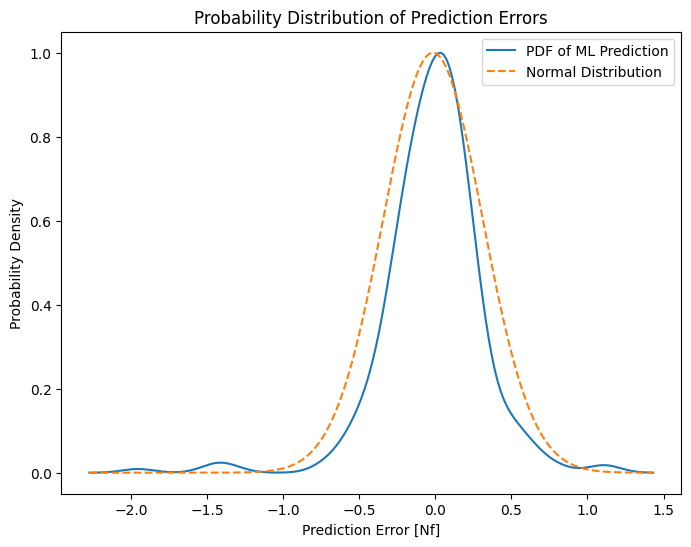 Probability Distribution of Prediction Errors
PDF of ML Prediction
Normal Distribution
Probability Density
1.0
0.8
0.6
0.4
0.2
0.0
−2.0 −1.5 −1.0 −0.5 0.0 0.5 1.0 1.5
Prediction Error [Nf]